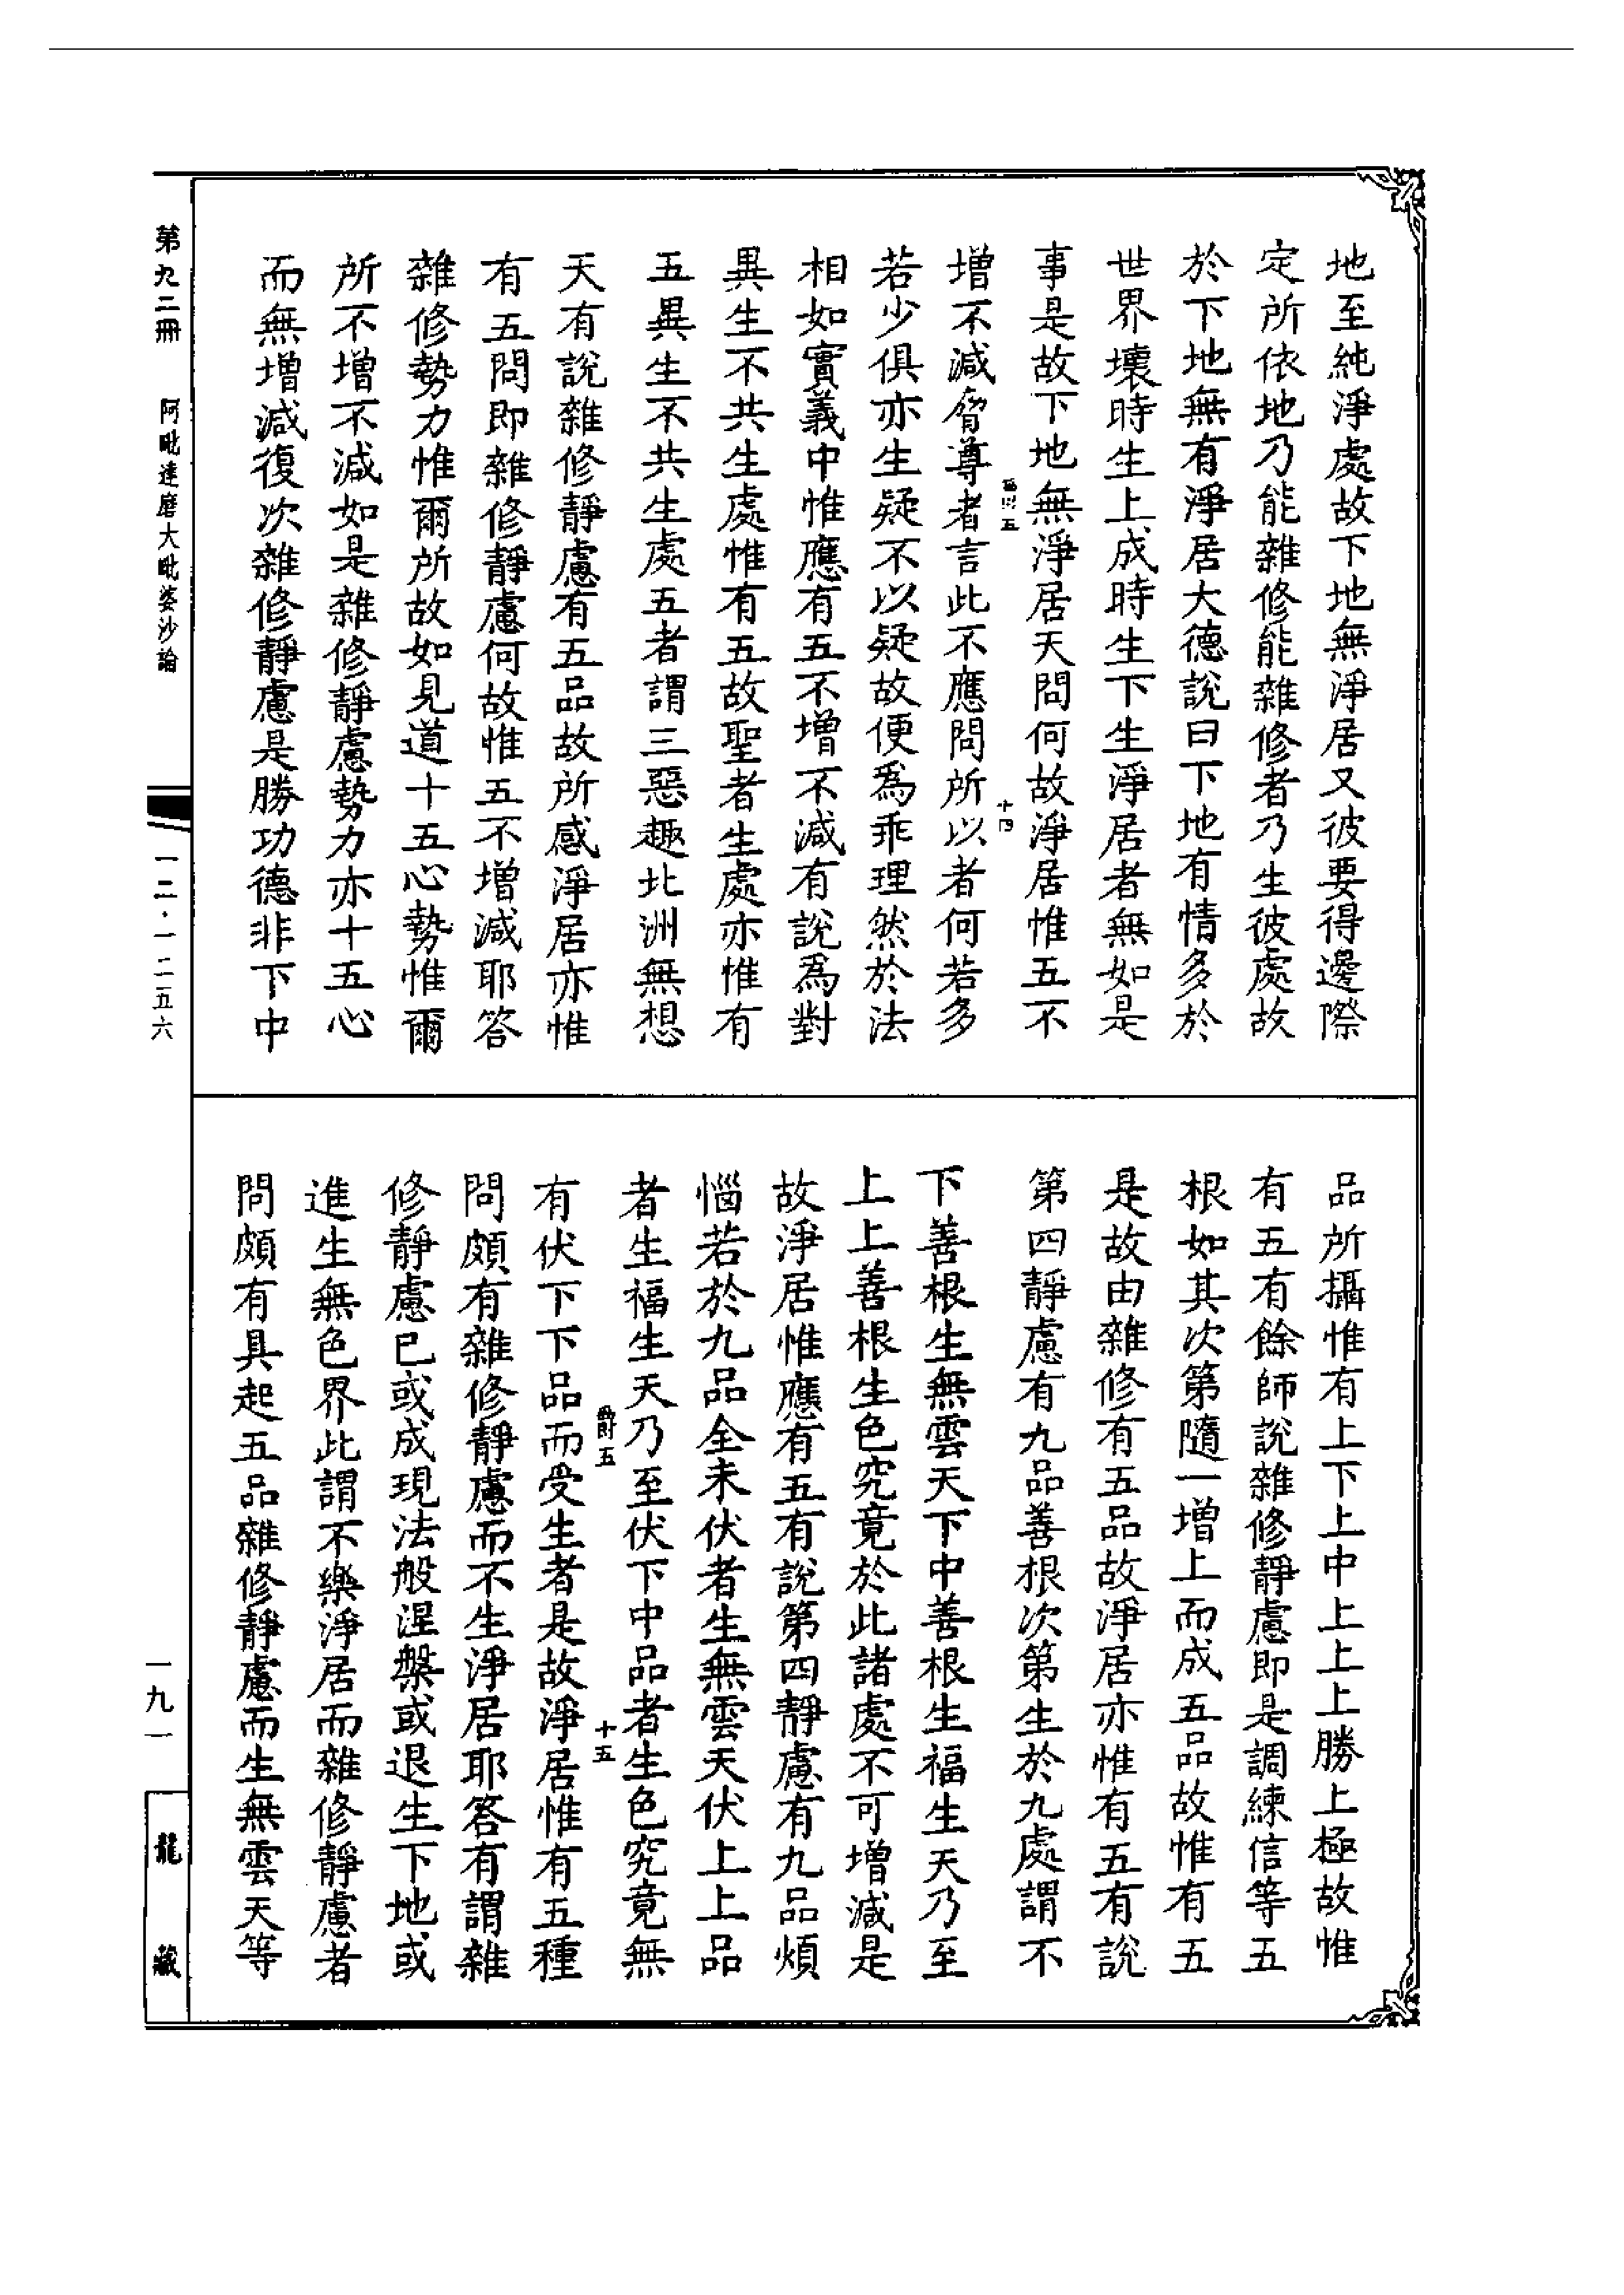 地至純淨處故下地無淨居又彼要得邊際
定所依地乃能雜修能雜修者乃生彼處故
於下地無有淨居大德說曰下地有情多於
世界壞時生上成時生下生淨居者無如是
事是故下地無淨居天問何故淨居惟五不
十四
增不減脅尊者言此不應問所以者何若多
若少俱亦生疑不以疑故便為乖理然於法
相如實義中惟應有五不增不減有說為對
異生不共生處惟有五故聖者生處亦惟有
五異生不共生處五者謂三惡趣北洲無想
天有說雜修靜慮有五品故所感淨居亦惟
有五問即雜修靜慮何故惟五不增減耶答
雜修勢力惟爾所故如見道十五心勢惟爾
所不增不減如是雜修靜慮勢力亦十五心
而無增減復次雜修靜慮是勝功德非下中
品所攝惟有上下上中上上上勝上極故惟
有五有餘師說雜修靜慮即是調練信等五
根如其次第隨一增上而成五品故惟有五
是故由雜修有五品故淨居亦惟有五有說
第四靜慮有九品善根次第生於九處謂不
下善根生無雲天下中善根生福生天乃至
上上善根生色究竟於此諸處不可增減是
故淨居惟應有五有說第四靜慮有九品煩
惱若於九品全未伏者生無雲天伏上上品
者生福生天乃至伏下中品者生色究竟無
爵五
十五
有伏下下品而受生者是故淨居惟有五種
問頗有雜修靜慮而不生淨居耶答有謂雜
修靜慮已或成現法般涅槃或退生下地或
進生無色界此謂不樂淨居而雜修靜慮者
問頗有具起五品雜修靜慮而生無雲天等
第九二冊
阿毗達磨大毗婆沙論
一二·一二五六
一九一
龍藏